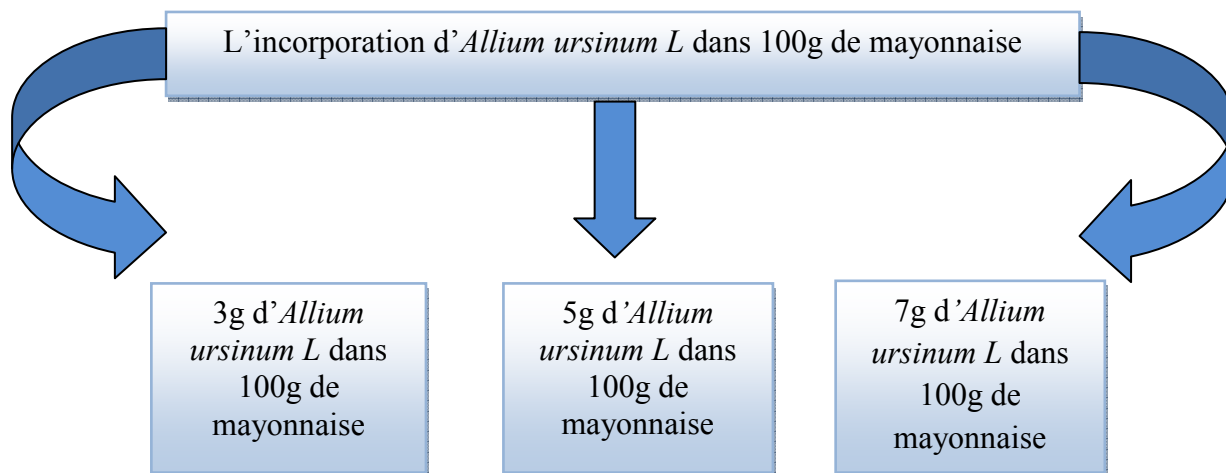 L’incorporation d’Allium ursinum L dans 100g de mayonnaise
3g d’Allium
ursinum L dans
100g de
mayonnaise
5g d’Allium
ursinum L dans
100g de
mayonnaise
7g d’Allium
ursinum L dans
100g de
mayonnaise